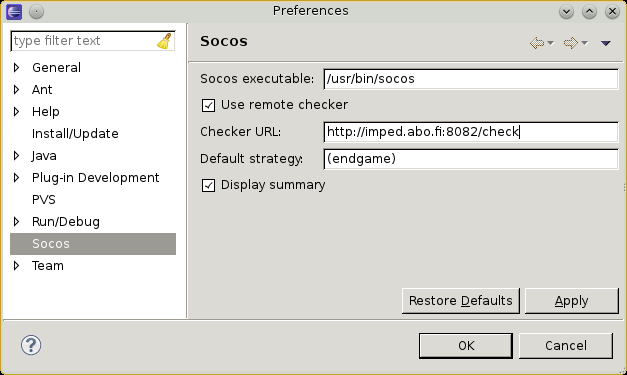 Preferences
type filter text
General
Ant
Help
Install/Update
Java
Plug-in Development
PVS
Run/Debug
Socos
Team
Socos
Socos executable: /usr/bin/socos
Use remote checker
Checker URL: http://imped.abo.fi:8082/check
Default strategy: (endgame)
Display summary
Restore Defaults Apply
? OK Cancel